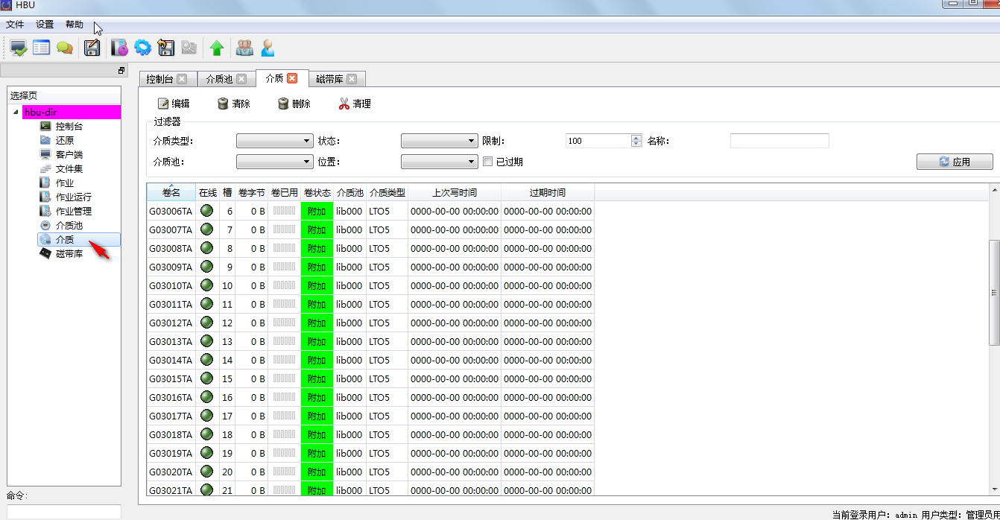 HBU
文件 设置 帮助
控制台 介质池 介质 磁带库
选择页
hbu-dir
控制台
还原
客户端
文件集
作业
作业运行
作业管理
介质池
介质
磁带库
命令:
编辑 清除 删除 清理
过滤器
介质类型: 状态: 限制: 100 名称:
介质池: 位置: 已过期 应用
卷名 在线 槽 卷字节 卷已用 卷状态 介质池 介质类型 上次写时间 过期时间
G03006TA 6 0 B 附加 lib000 LTO5 0000-00-00 00:00:00 0000-00-00 00:00:00
G03007TA 7 0 B 附加 lib000 LTO5 0000-00-00 00:00:00 0000-00-00 00:00:00
G03008TA 8 0 B 附加 lib000 LTO5 0000-00-00 00:00:00 0000-00-00 00:00:00
G03009TA 9 0 B 附加 lib000 LTO5 0000-00-00 00:00:00 0000-00-00 00:00:00
G03010TA 10 0 B 附加 lib000 LTO5 0000-00-00 00:00:00 0000-00-00 00:00:00
G03011TA 11 0 B 附加 lib000 LTO5 0000-00-00 00:00:00 0000-00-00 00:00:00
G03012TA 12 0 B 附加 lib000 LTO5 0000-00-00 00:00:00 0000-00-00 00:00:00
G03013TA 13 0 B 附加 lib000 LTO5 0000-00-00 00:00:00 0000-00-00 00:00:00
G03014TA 14 0 B 附加 lib000 LTO5 0000-00-00 00:00:00 0000-00-00 00:00:00
G03015TA 15 0 B 附加 lib000 LTO5 0000-00-00 00:00:00 0000-00-00 00:00:00
G03016TA 16 0 B 附加 lib000 LTO5 0000-00-00 00:00:00 0000-00-00 00:00:00
G03017TA 17 0 B 附加 lib000 LTO5 0000-00-00 00:00:00 0000-00-00 00:00:00
G03018TA 18 0 B 附加 lib000 LTO5 0000-00-00 00:00:00 0000-00-00 00:00:00
G03019TA 19 0 B 附加 lib000 LTO5 0000-00-00 00:00:00 0000-00-00 00:00:00
G03020TA 20 0 B 附加 lib000 LTO5 0000-00-00 00:00:00 0000-00-00 00:00:00
G03021TA 21 0 B 附加 lib000 LTO5 0000-00-00 00:00:00 0000-00-00 00:00:00
当前登录用户: admin 用户类型: 管理员用